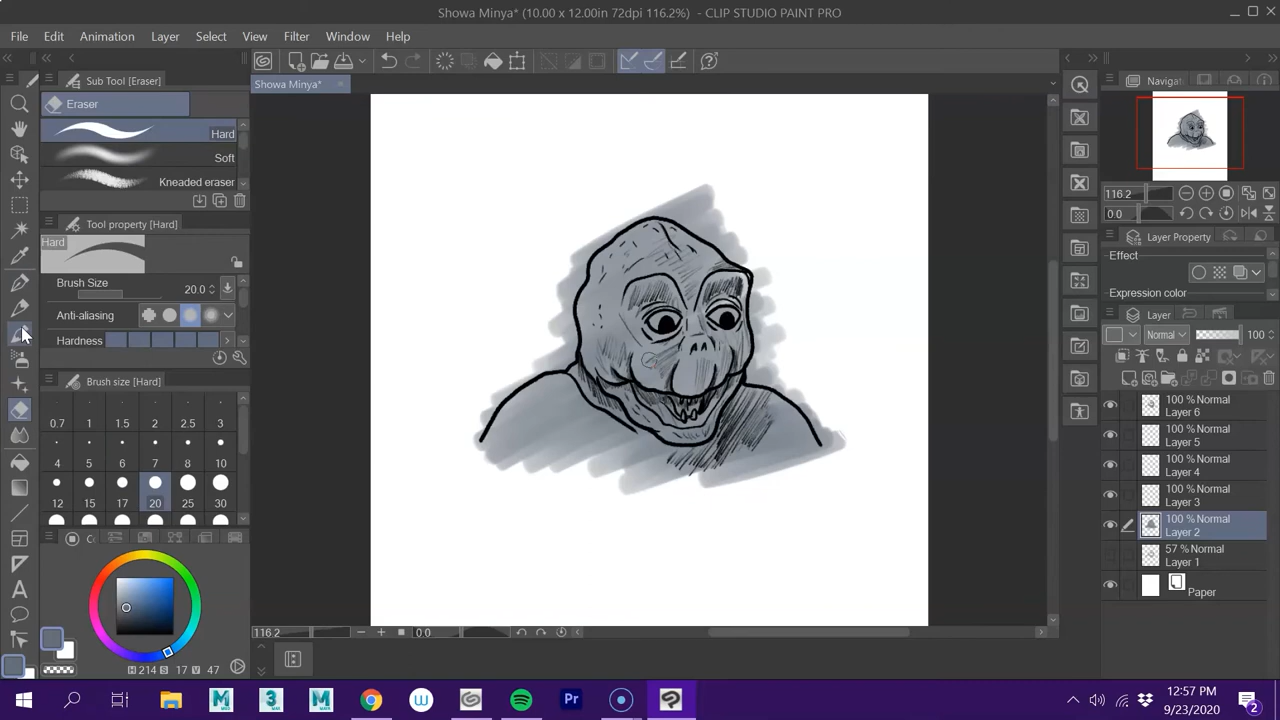 Showa Minya* (10.00 x 12.00in 72dpi 116.2%) - CLIP STUDIO PAINT PRO
File Edit Animation Layer Select View Filter Window Help
Sub Tool [Eraser]
Showa Minya*
Navigat
Eraser
Hard
Soft
Kneaded eraser
116.2
0.0
Tool property [Hard]
Hard
Layer Property
Effect
Brush Size 20.0
Expression color
Anti-aliasing
Layer
Hardness
Normal 100
Brush size [Hard]
0.7 1 1.5 2 2.5 3
4 5 6 7 8 10
12 15 17 20 25 30
100 % Normal
Layer 6
100 % Normal
Layer 5
100 % Normal
Layer 4
100 % Normal
Layer 3
100 % Normal
Layer 2
57 % Normal
Layer 1
Paper
116.2 0.0
H 214 S 17 V 47
12:57 PM
9/23/2020
2